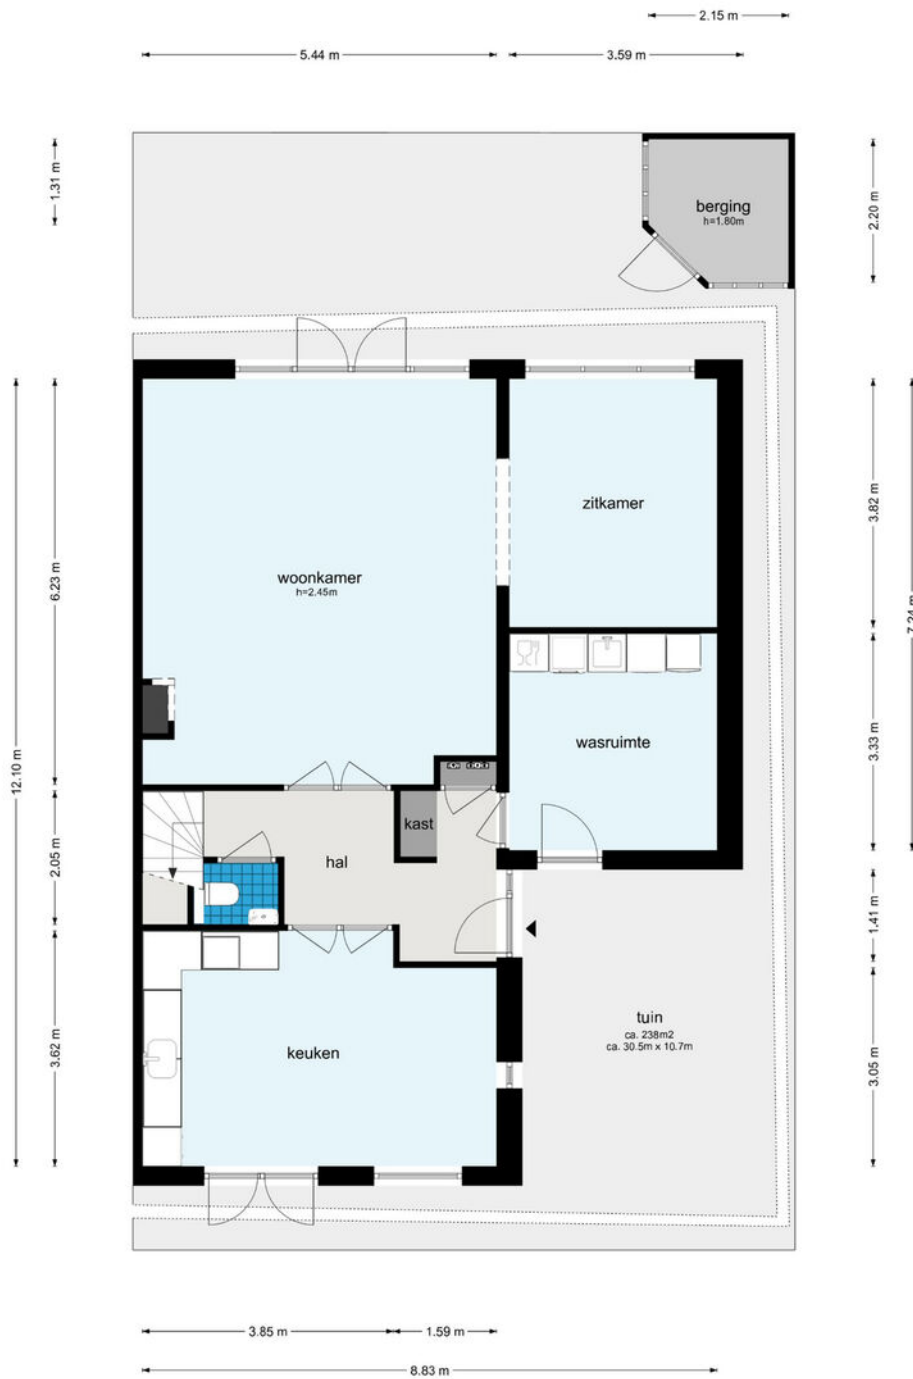 2.15 m
5.44 m
3.59 m
1.31 m
2.20 m
berging
h=1.80m
3.82 m
zitkamer
6.23 m
woonkamer
h=2.45m
7.24 m
3.33 m
wasruimte
12.10 m
kast
2.05 m
hal
1.41 m
tuin
ca. 238m2
ca. 30.5m x 10.7m
3.62 m
keuken
3.05 m
3.85 m
1.59 m
8.83 m